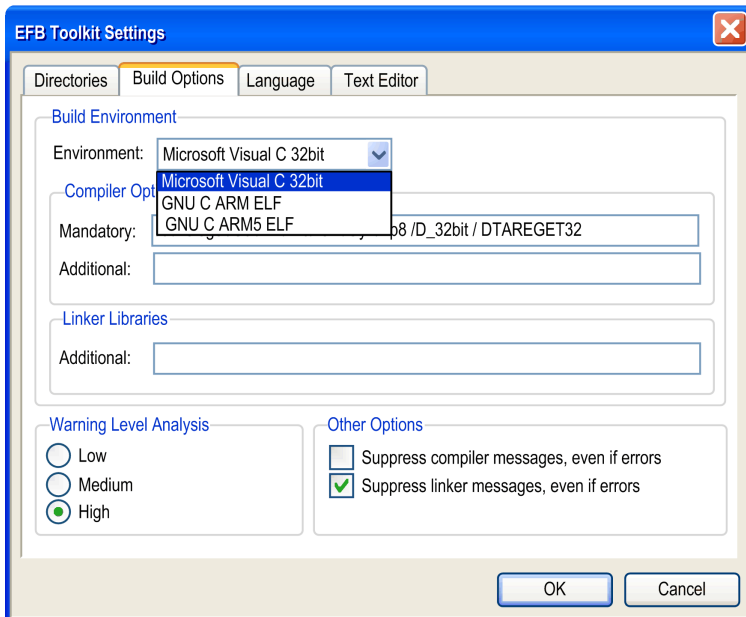 EFB Toolkit Settings
Directories Build Options Language Text Editor
Build Environment
Environment: Microsoft Visual C 32bit
Microsoft Visual C 32bit
Compiler
GNU C ARM ELF
GNU C ARM5 ELF
Mandatory: /D_32bit / DTAREGET32
Additional:
Linker Libraries
Additional:
Warning Level Analysis
Other Options
Low
Suppress compiler messages, even if errors
Medium
Suppress linker messages, even if errors
High
OK Cancel